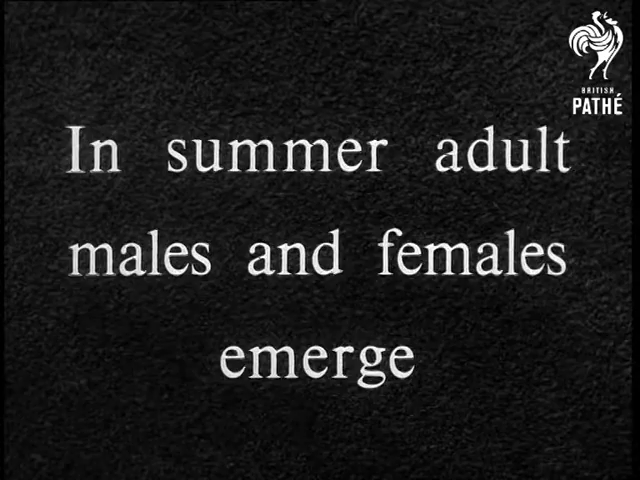 BRITISH
PATHÉ
In summer adult
males and females
emerge